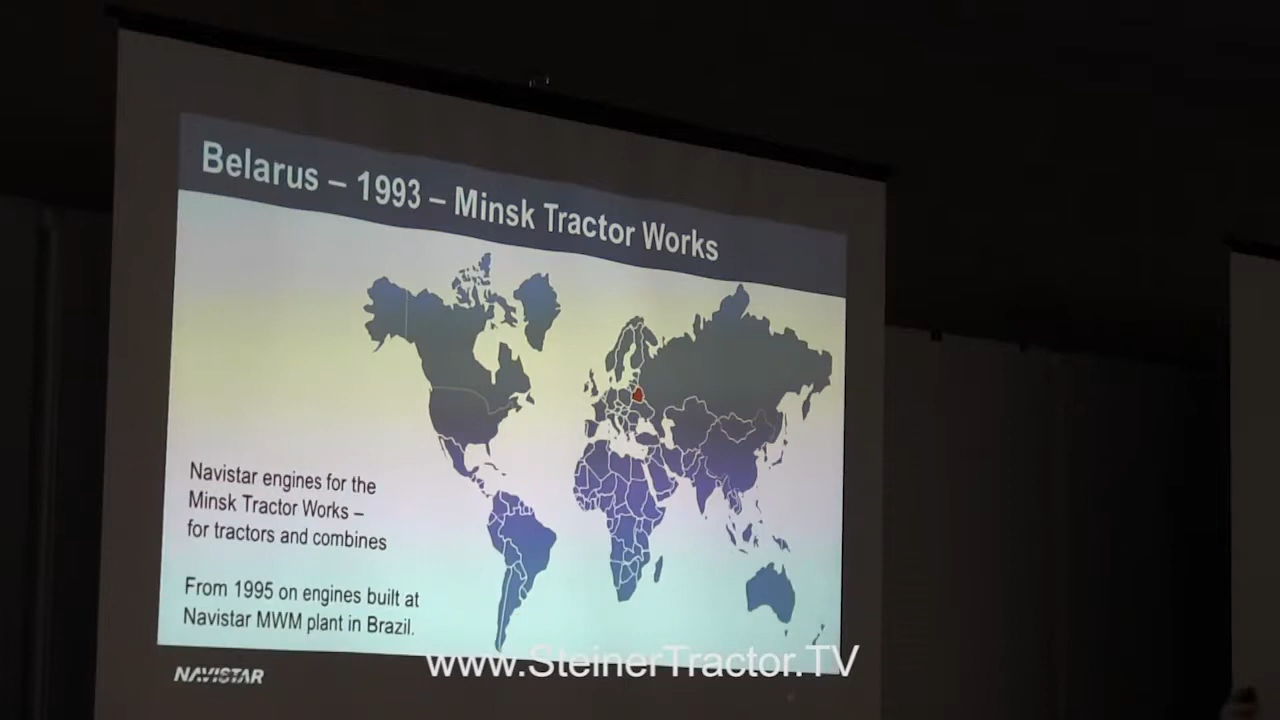 Belarus – 1993 – Minsk Tractor Works
Navistar engines for the
Minsk Tractor Works –
for tractors and combines
From 1995 on engines built at
Navistar MWM plant in Brazil.
NAVISTAR
www.SteinerTractor.TV